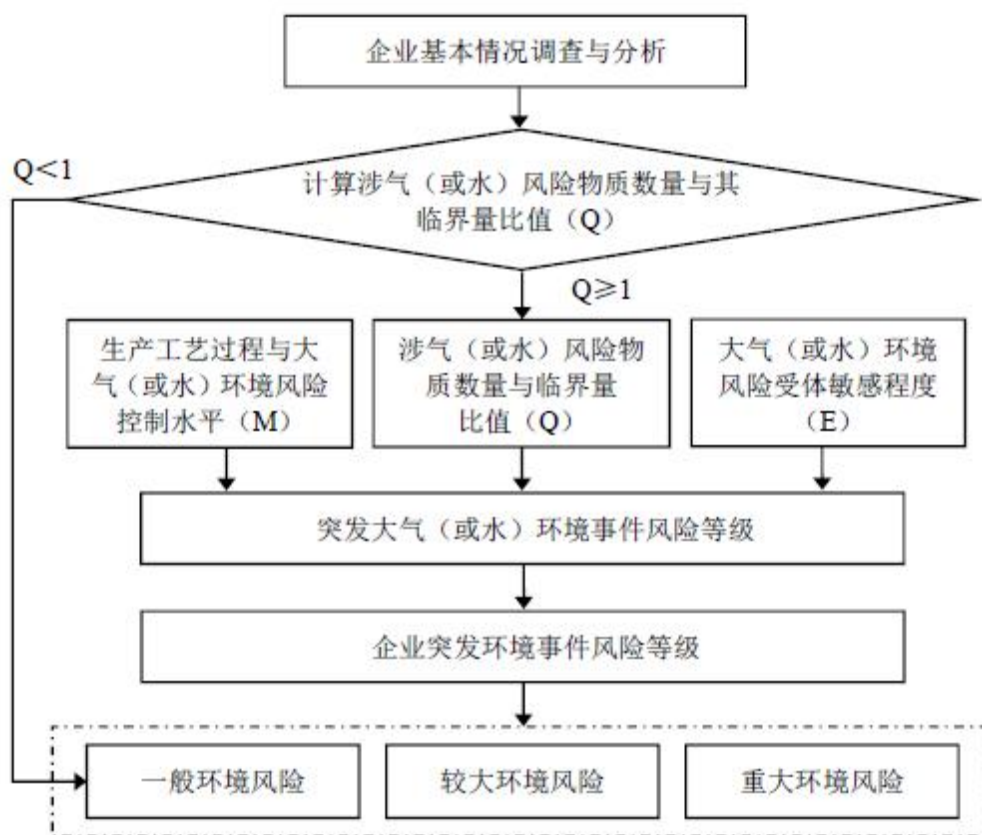 企业基本情况调查与分析
Q＜1
计算涉气（或水）风险物质数量与其
临界量比值（Q）
Q≥1
生产工艺过程与大
气（或水）环境风险
控制水平（M）
涉气（或水）风险物
质数量与临界量
比值（Q）
大气（或水）环境
风险受体敏感程度
（E）
突发大气（或水）环境事件风险等级
企业突发环境事件风险等级
一般环境风险
较大环境风险
重大环境风险